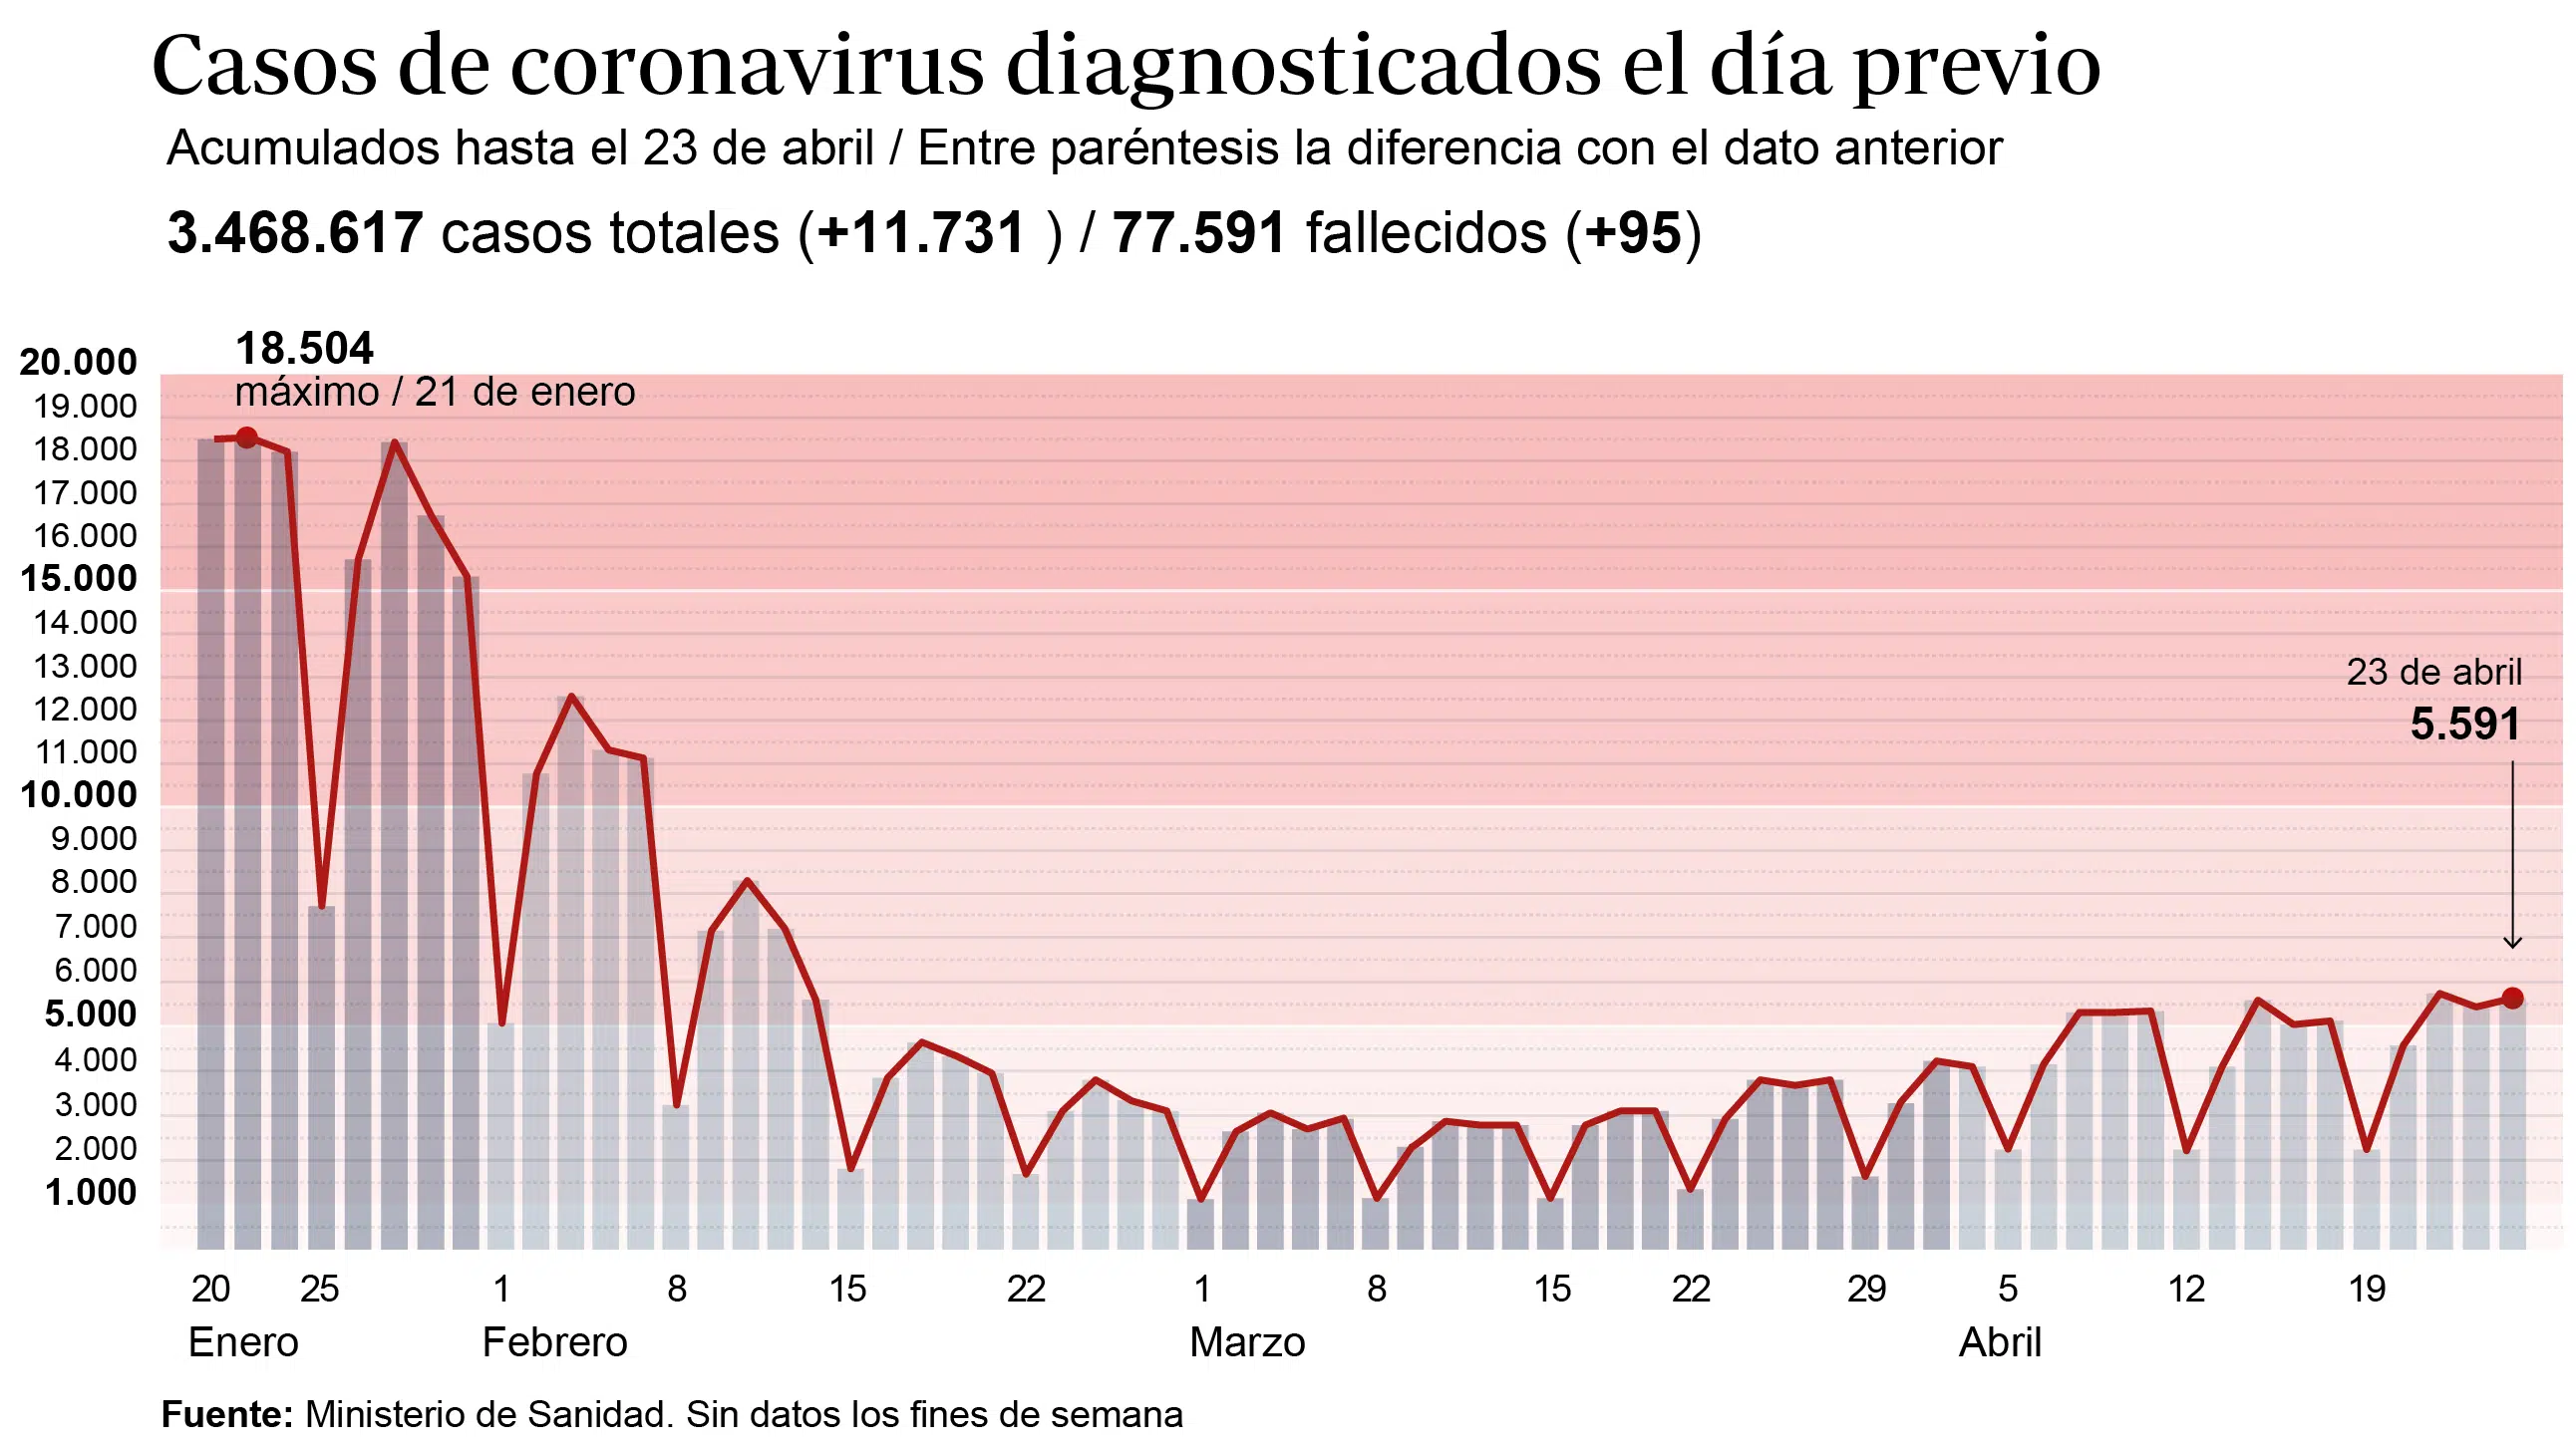 Casos de coronavirus diagnosticados el día previo
Acumulados hasta el 23 de abril / Entre paréntesis la diferencia con el dato anterior
3.468.617 casos totales (+11.731 ) / 77.591 fallecidos (+95)
18.504
máximo / 21 de enero
20.000
19.000
18.000
17.000
16.000
15.000
14.000
13.000
12.000
11.000
10.000
9.000
8.000
7.000
6.000
5.000
4.000
3.000
2.000
1.000
23 de abril
5.591
20 25 1 8 15 22 1 8 15 22 29 5 12 19
Enero Febrero Marzo Abril
Fuente: Ministerio de Sanidad. Sin datos los fines de semana